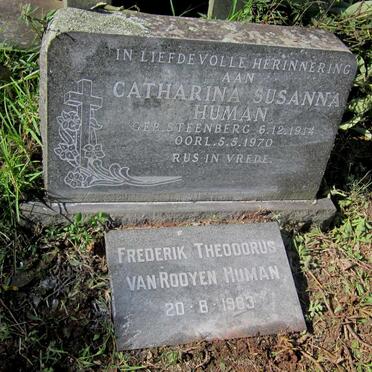 IN LIEFDEVOLLE HERINNERING
AAN
CATHARINA SUSANNA
HUMAN
GEB. STEENBERG 6.12.1914
OORL. 5.5.1970
RUS IN VREDE.
FREDERIK THEODORUS
VAN ROOYEN HUMAN
20-8-1983